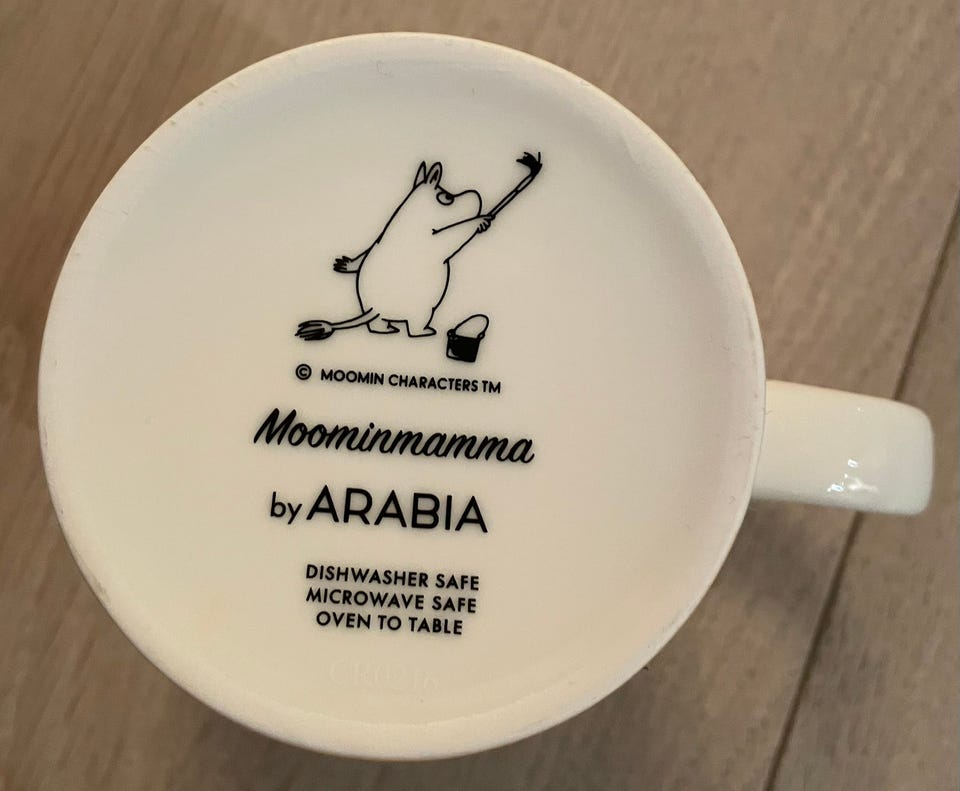 © MOOMIN CHARACTERS TM
Moominmamma
by ARABIA
DISHWASHER SAFE
MICROWAVE SAFE
OVEN TO TABLE